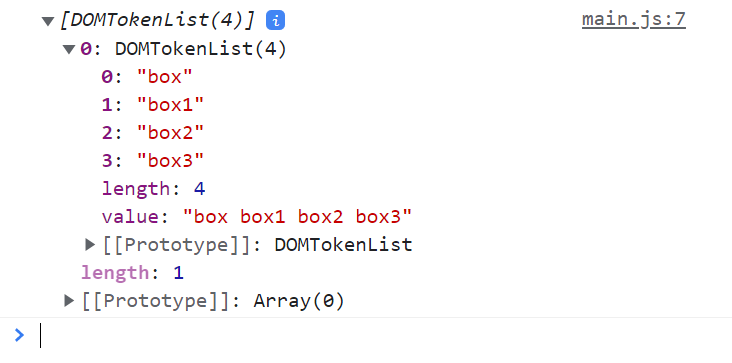 [DOMTokenList(4)] i main.js:7
0: DOMTokenList(4)
0: "box"
1: "box1"
2: "box2"
3: "box3"
length: 4
value: "box box1 box2 box3"
[[Prototype]]: DOMTokenList
length: 1
[[Prototype]]: Array(0)